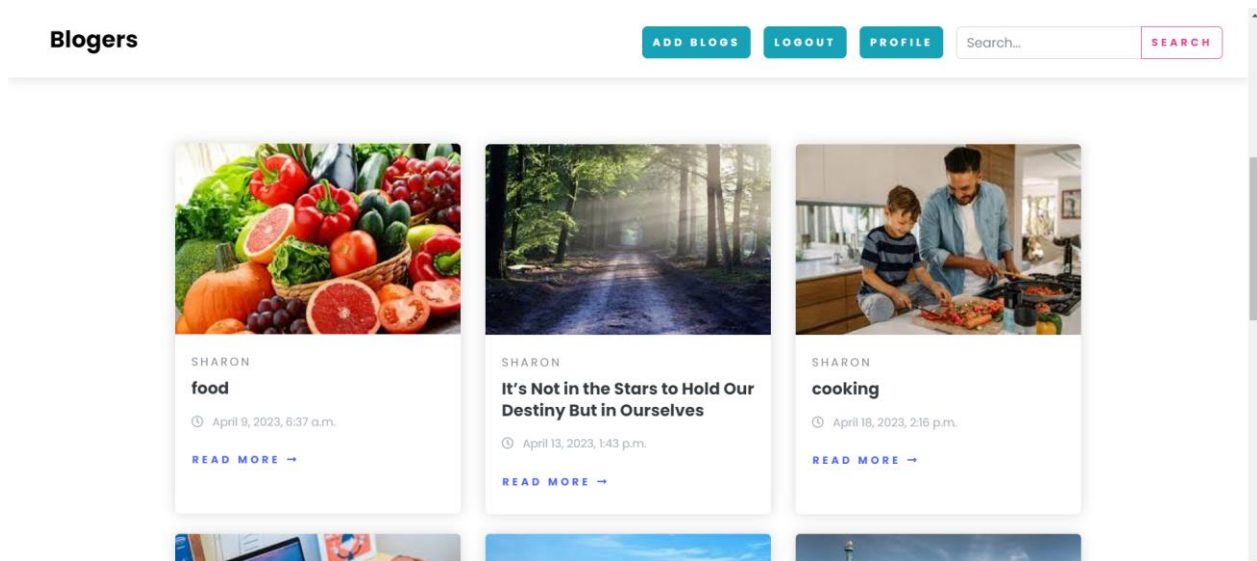 Blogers
ADD BLOGS
LOGOUT
PROFILE
Search...
SEARCH
SHARON
food
April 9, 2023, 6:37 a.m.
READ MORE →
SHARON
It's Not in the Stars to Hold Our
Destiny But in Ourselves
April 13, 2023, 1:43 p.m.
READ MORE →
SHARON
cooking
April 18, 2023, 2:16 p.m.
READ MORE →